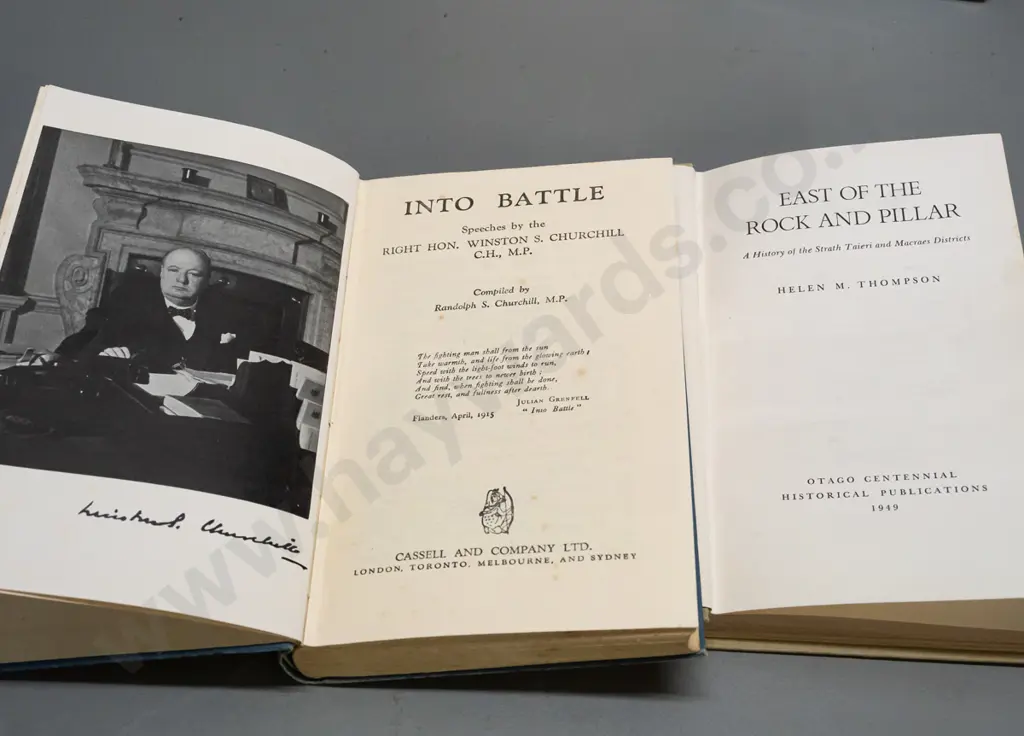 Winston S. Churchill
INTO BATTLE
Speeches by the
RIGHT HON. WINSTON S. CHURCHILL
C.H., M.P.
Compiled by
Randolph S. Churchill, M.P.
The fighting man shall from the sun
Take warmth, and life from the glowing earth;
Speed with the light-foot winds to run,
And with the trees to newer birth;
And find, when fighting shall be done,
Great rest, and fullness after dearth.
JULIAN GRENFELL
"Into Battle"
Flanders, April, 1915
CASSELL AND COMPANY LTD.
LONDON, TORONTO, MELBOURNE, AND SYDNEY
EAST OF THE
ROCK AND PILLAR
A History of the Strath Taieri and Macraes Districts
HELEN M. THOMPSON
OTAGO CENTENNIAL
HISTORICAL PUBLICATIONS
1949